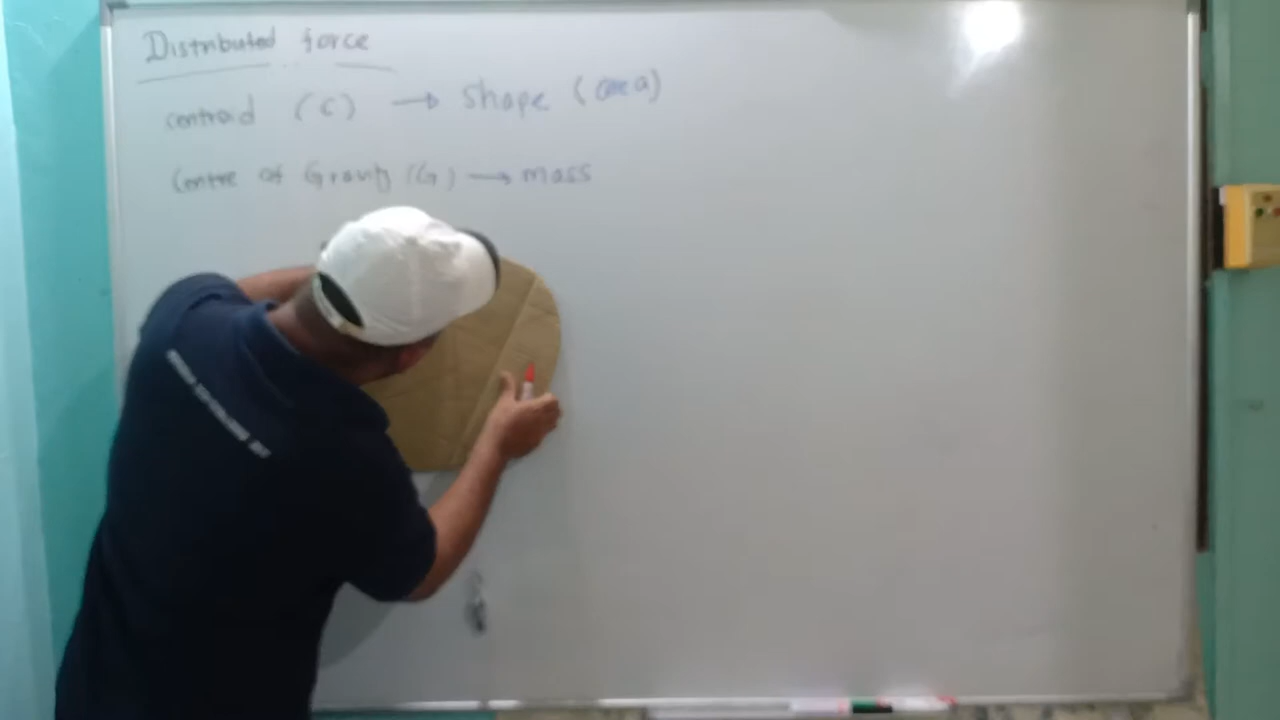 Distributed force
centroid (C) → Shape (area)
Centre of Gravity (G) → mass